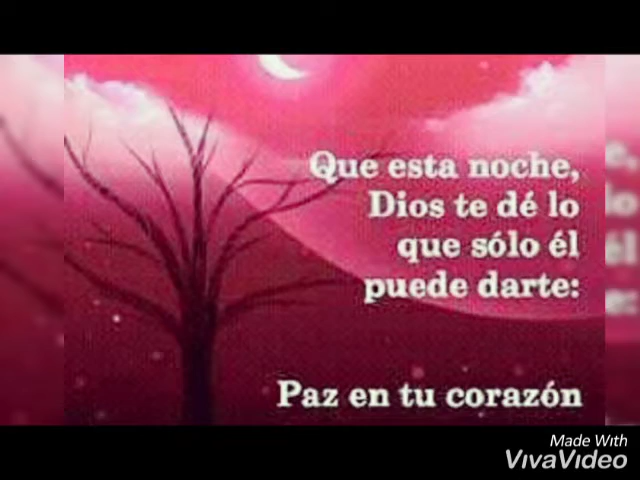 Que esta noche,
Dios te dé lo
que sólo él
puede darte:
Paz en tu corazón
Made With
VivaVideo